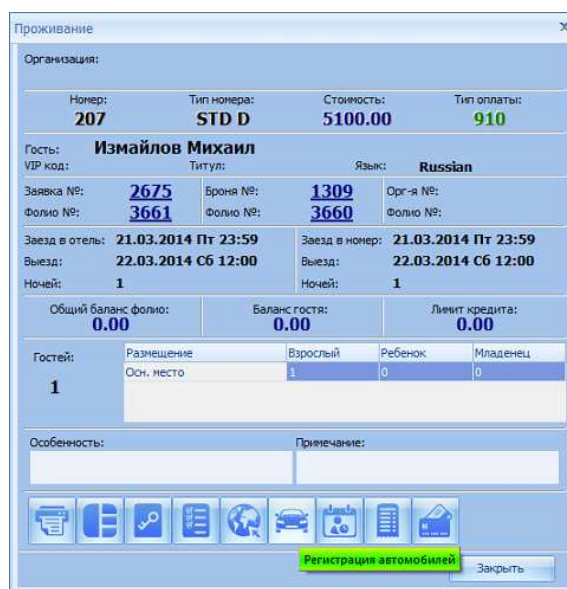 Проживание x
Организация:
Номер: Тип номера: Стоимость: Тип оплаты:
207 STD D 5100.00 910
Гость: Измайлов Михаил
VIP код: Титул: Язык: Russian
Заявка №: 2675 Броня №: 1309 Орг-я №:
Фолио №: 3661 Фолио №: 3660 Фолио №:
Заезд в отель: 21.03.2014 Пт 23:59 Заезд в номер: 21.03.2014 Пт 23:59
Выезд: 22.03.2014 Сб 12:00 Выезд: 22.03.2014 Сб 12:00
Ночей: 1 Ночей: 1
Общий баланс фолио: Баланс гостя: Лимит кредита:
0.00 0.00 0.00
Гостей: Размещение Взрослый Ребенок Младенец
1 Осн. место 1 0 0
Особенность: Примечание:
Регистрация автомобилей
Закрыть